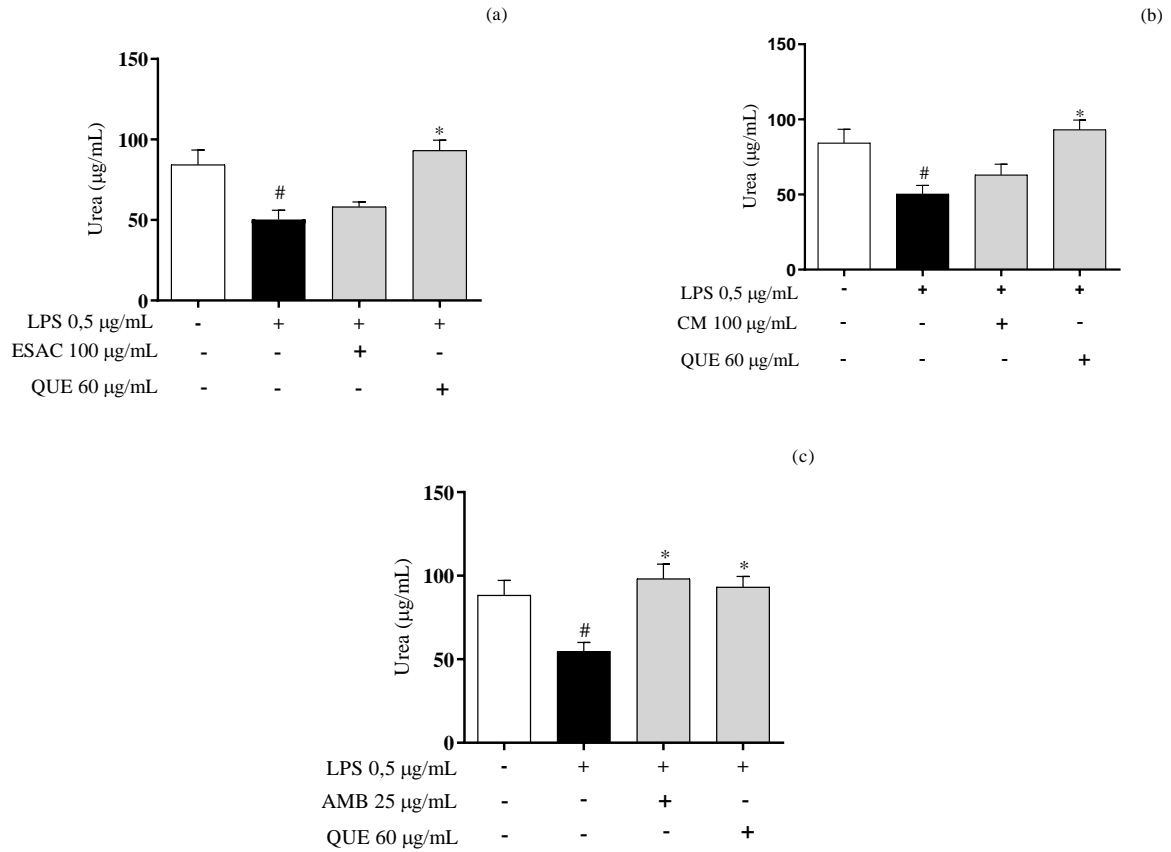 (a)
150
100
50
0
Urea (µg/mL)
#
*
LPS 0,5 µg/mL - + + +
ESAC 100 µg/mL - - + -
QUE 60 µg/mL - - - +
(b)
150
100
50
0
Urea (µg/mL)
#
*
LPS 0,5 µg/mL - + + +
CM 100 µg/mL - - + -
QUE 60 µg/mL - - - +
(c)
150
100
50
0
Urea (µg/mL)
#
*
*
LPS 0,5 µg/mL - + + +
AMB 25 µg/mL - - + -
QUE 60 µg/mL - - - +